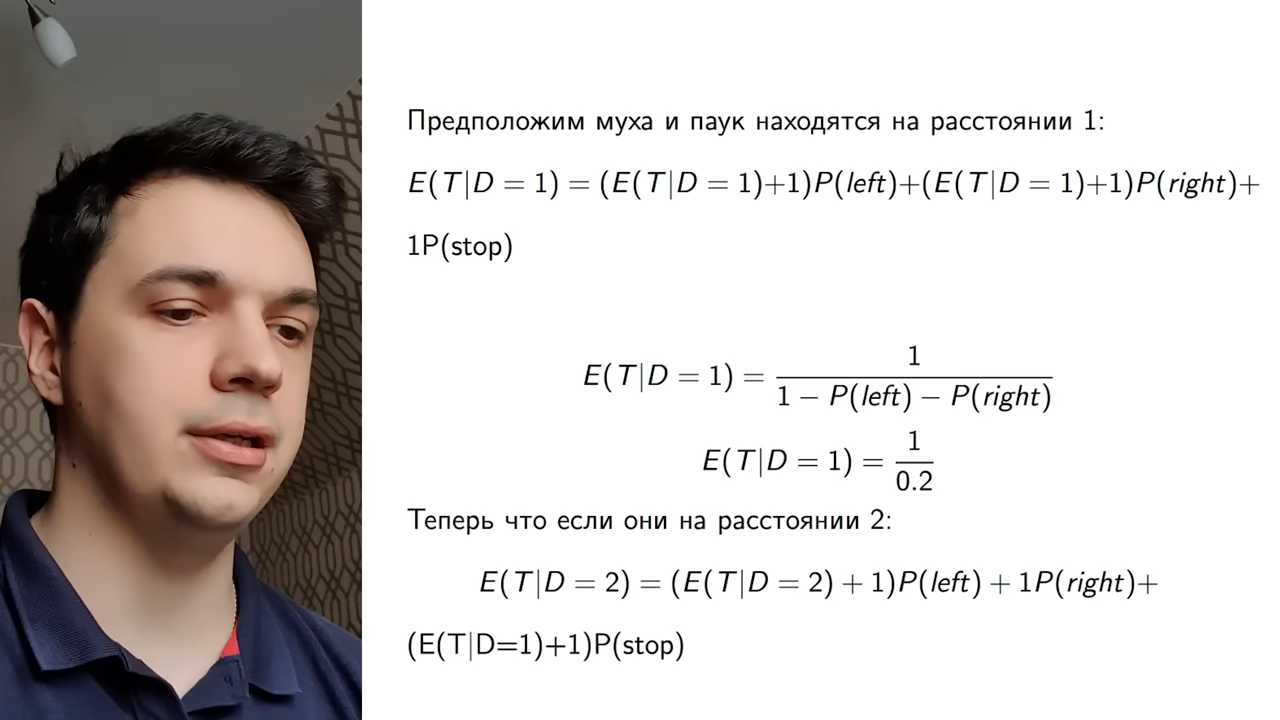 Предположим муха и паук находятся на расстоянии 1:
E(T|D = 1) = (E(T|D = 1)+1)P(left)+(E(T|D = 1)+1)P(right)+
1P(stop)
E(T|D = 1) = 1 / (1 − P(left) − P(right))
E(T|D = 1) = 1 / 0.2
Теперь что если они на расстоянии 2:
E(T|D = 2) = (E(T|D = 2) + 1)P(left) + 1P(right)+
(E(T|D=1)+1)P(stop)